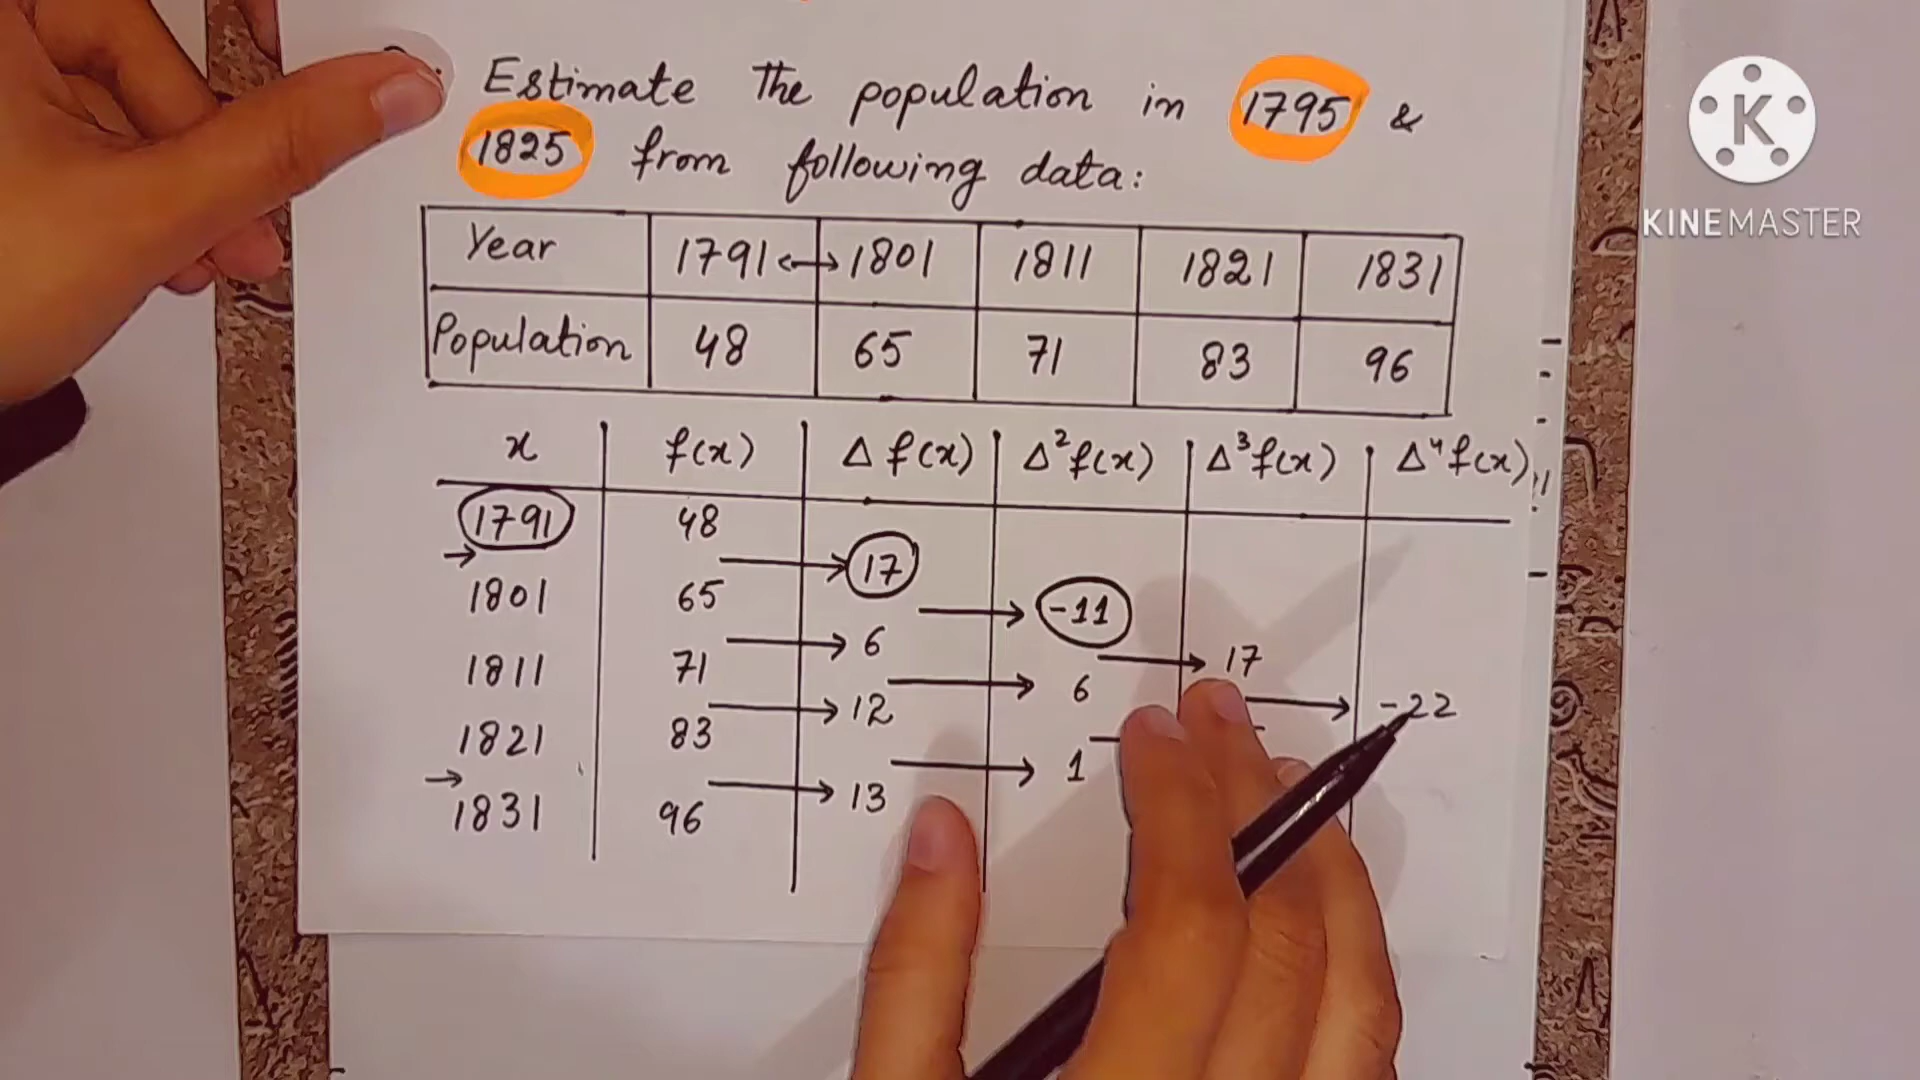 Estimate the population in 1795 &
1825 from following data:
Year 1791 ↔ 1801 1811 1821 1831
Population 48 65 71 83 96
x f(x) Δ f(x) Δ²f(x) Δ³f(x) Δ⁴f(x)
1791 48
→ 17
1801 65 → -11
→ 6 → 17
1811 71 → 6 → -22
→ 12
1821 83 → 1
→ 13
1831 96
K
KINEMASTER